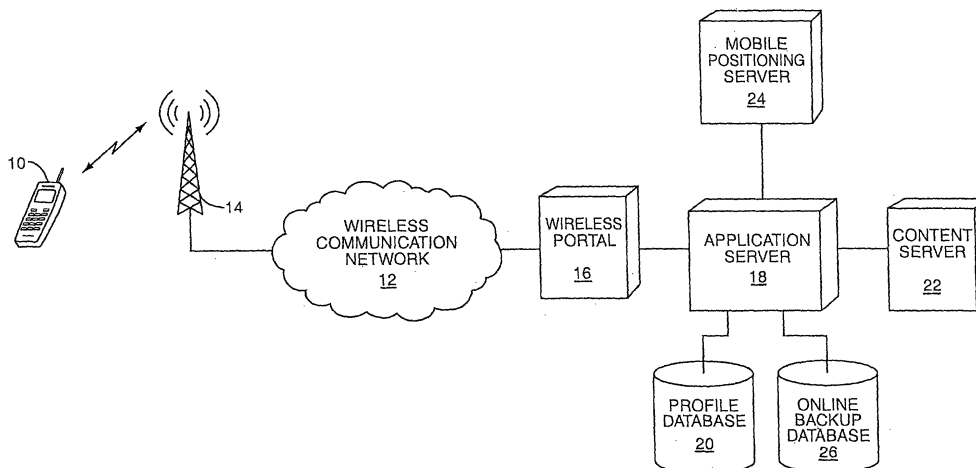 MOBILE
POSITIONING
SERVER
24
10
14
WIRELESS
COMMUNICATION
NETWORK
12
WIRELESS
PORTAL
16
APPLICATION
SERVER
18
CONTENT
SERVER
22
PROFILE
DATABASE
20
ONLINE
BACKUP
DATABASE
26